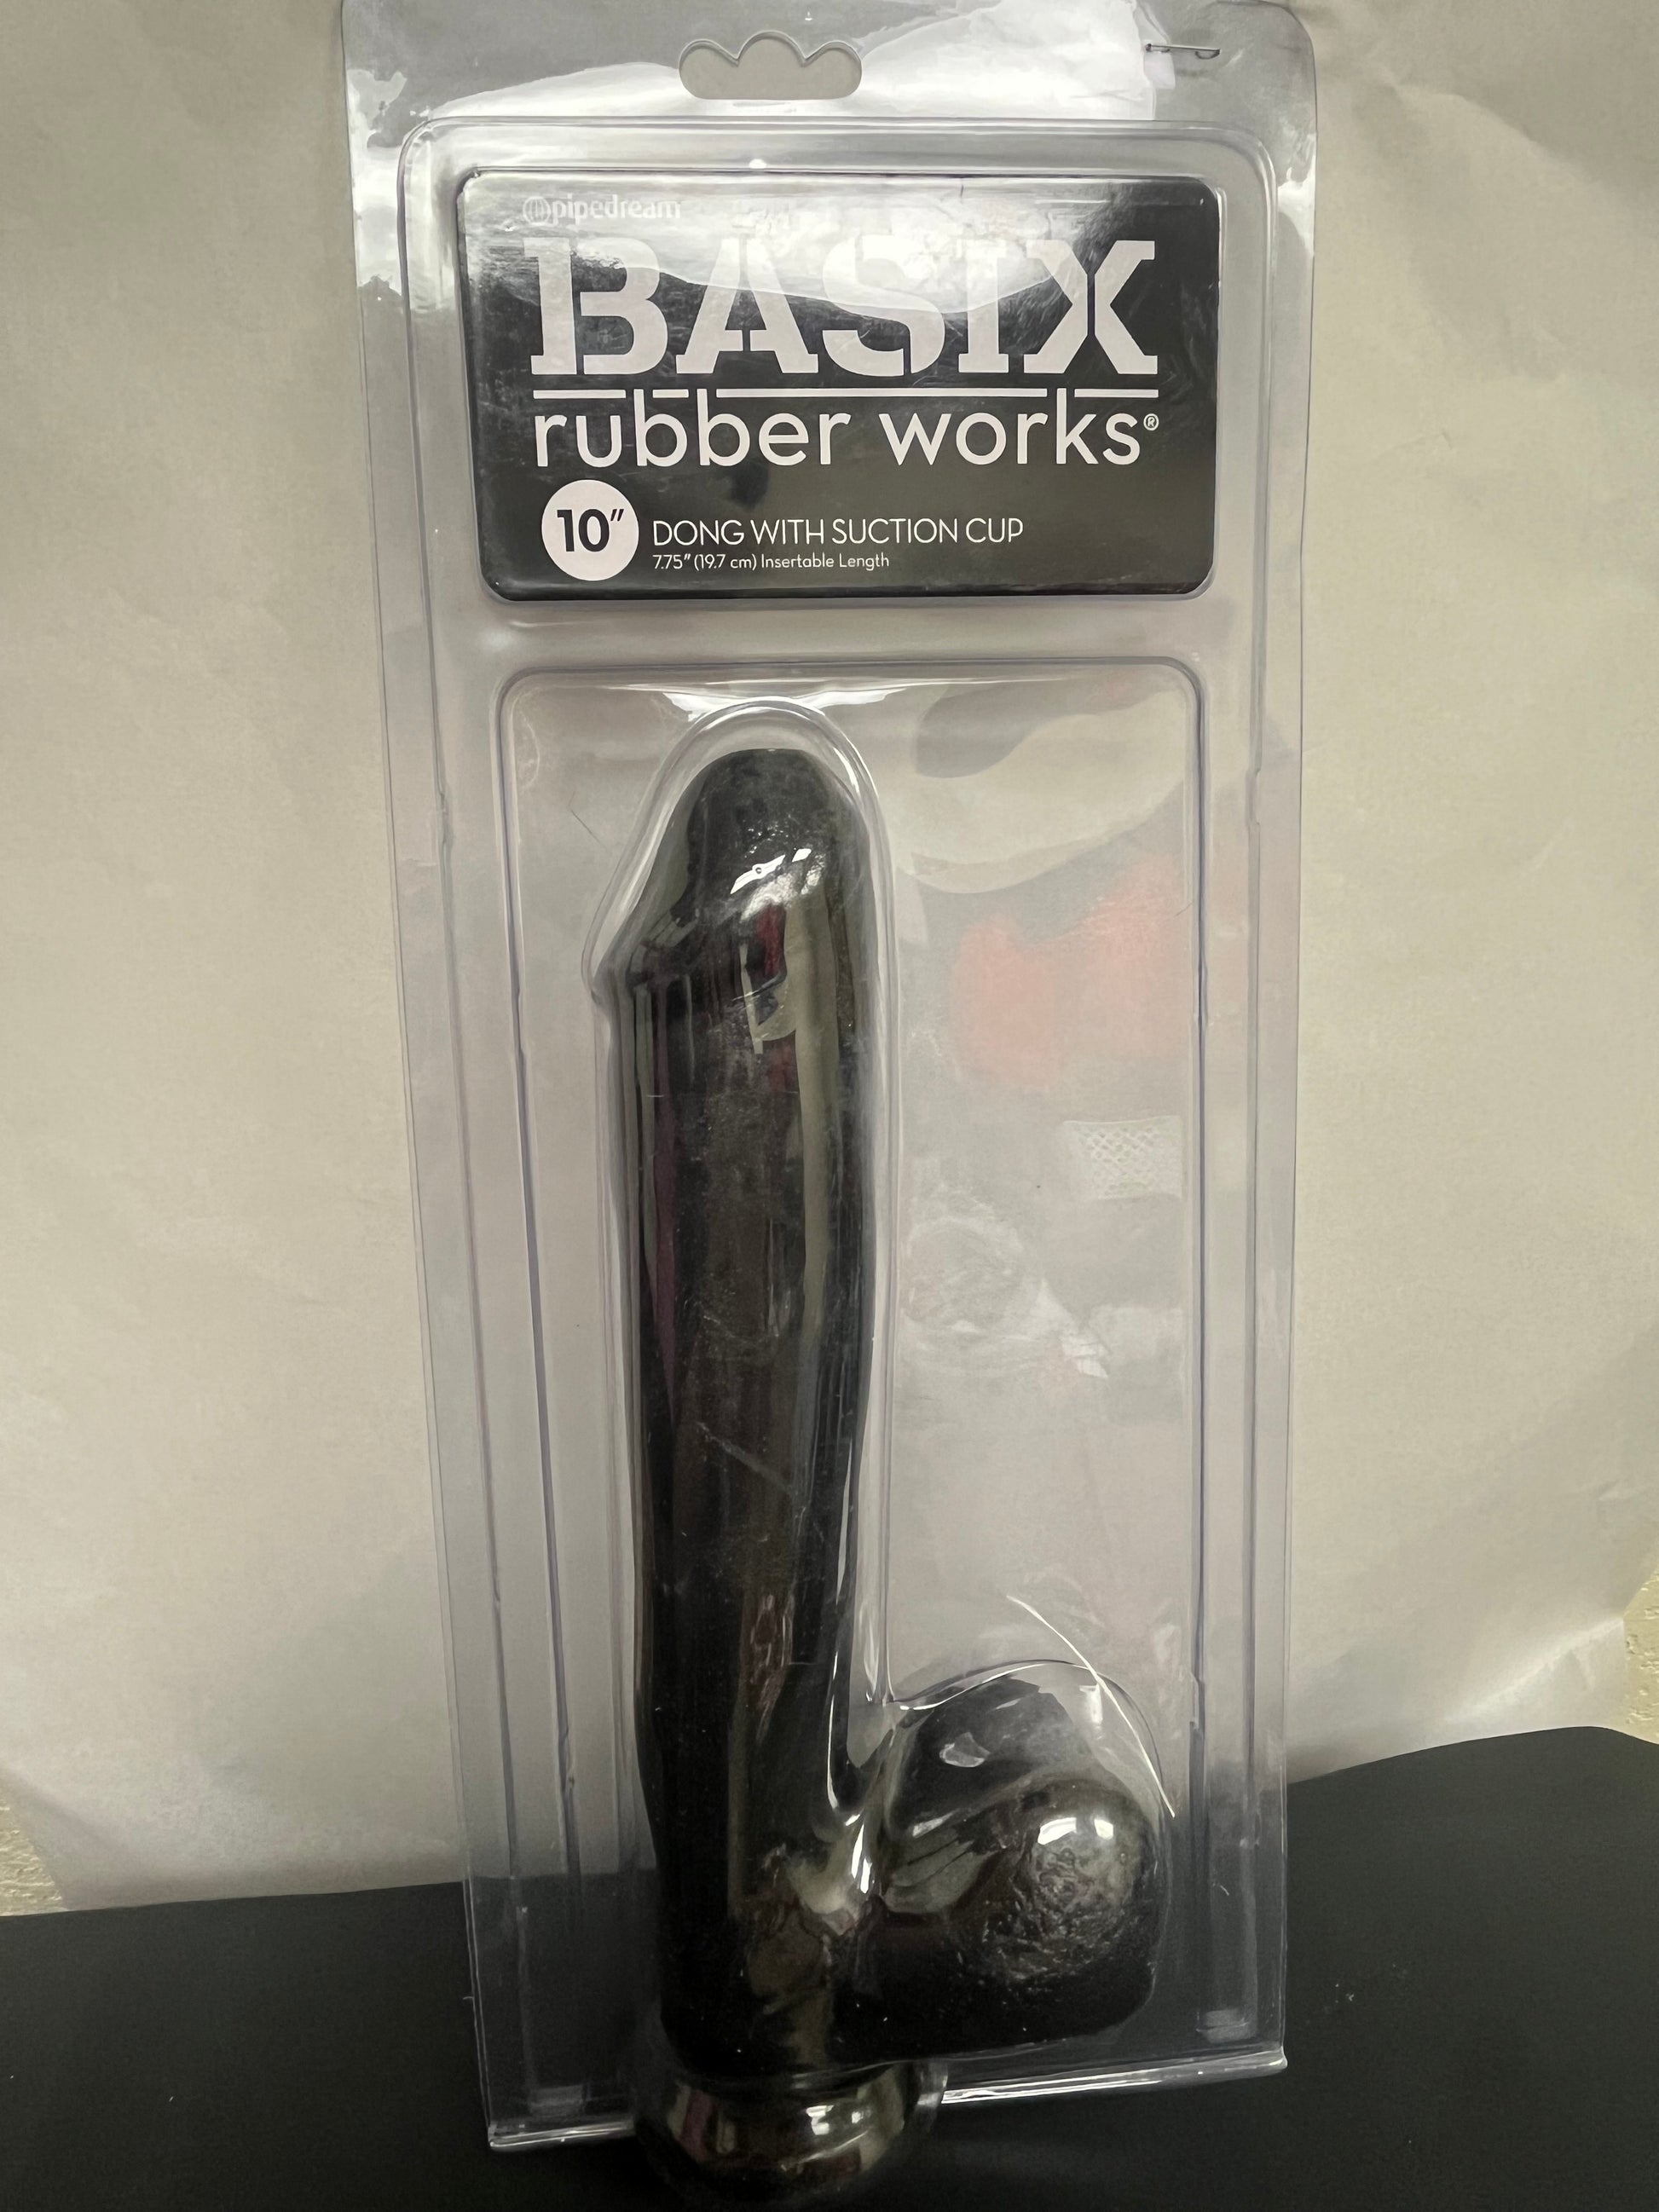 pipedream
BASIX
rubber works®
10"
DONG WITH SUCTION CUP
7.75" (19.7 cm) Insertable Length